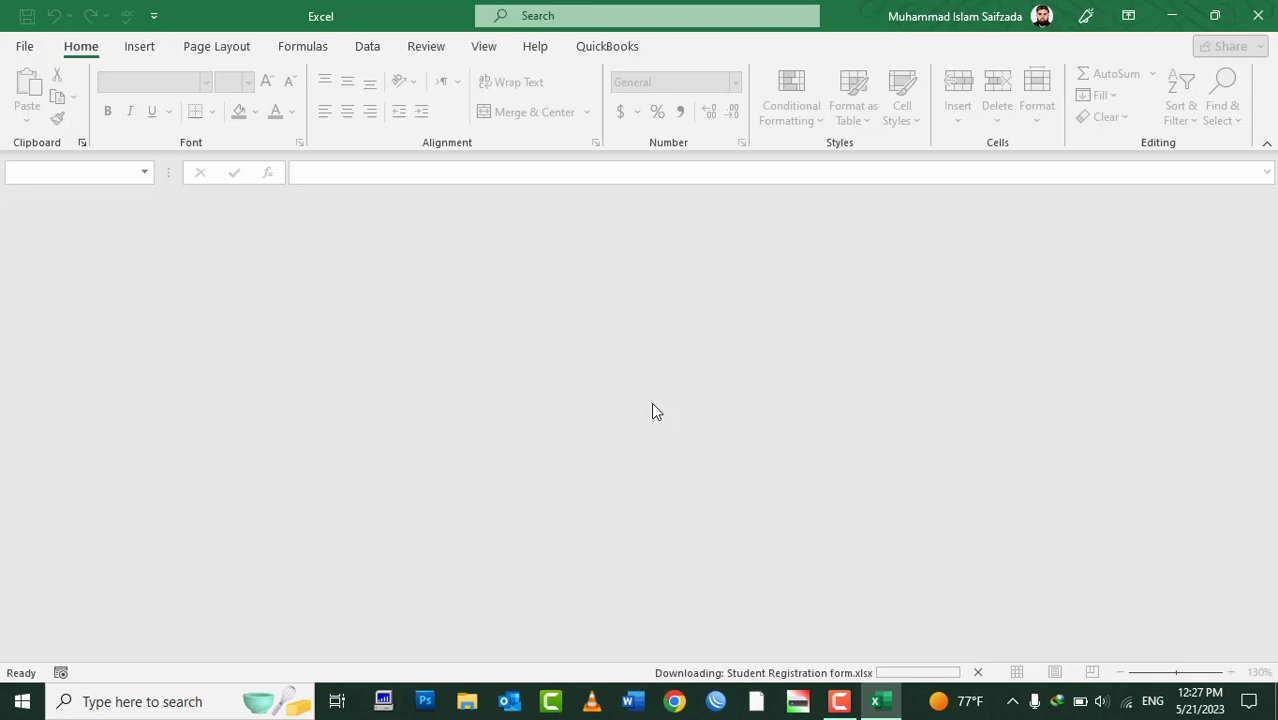 Excel
Search
Muhammad Islam Saifzada
File Home Insert Page Layout Formulas Data Review View Help QuickBooks
Share
Paste
Clipboard
B I U A
Font
Wrap Text
Merge & Center
Alignment
General
$ % ,
Number
Conditional Formatting
Format as Table
Cell Styles
Styles
Insert
Delete
Format
Cells
AutoSum
Fill
Clear
Sort & Filter
Find & Select
Editing
Ready
Downloading: Student Registration form.xlsx
130%
Type here to search
77°F
ENG
12:27 PM
5/21/2023